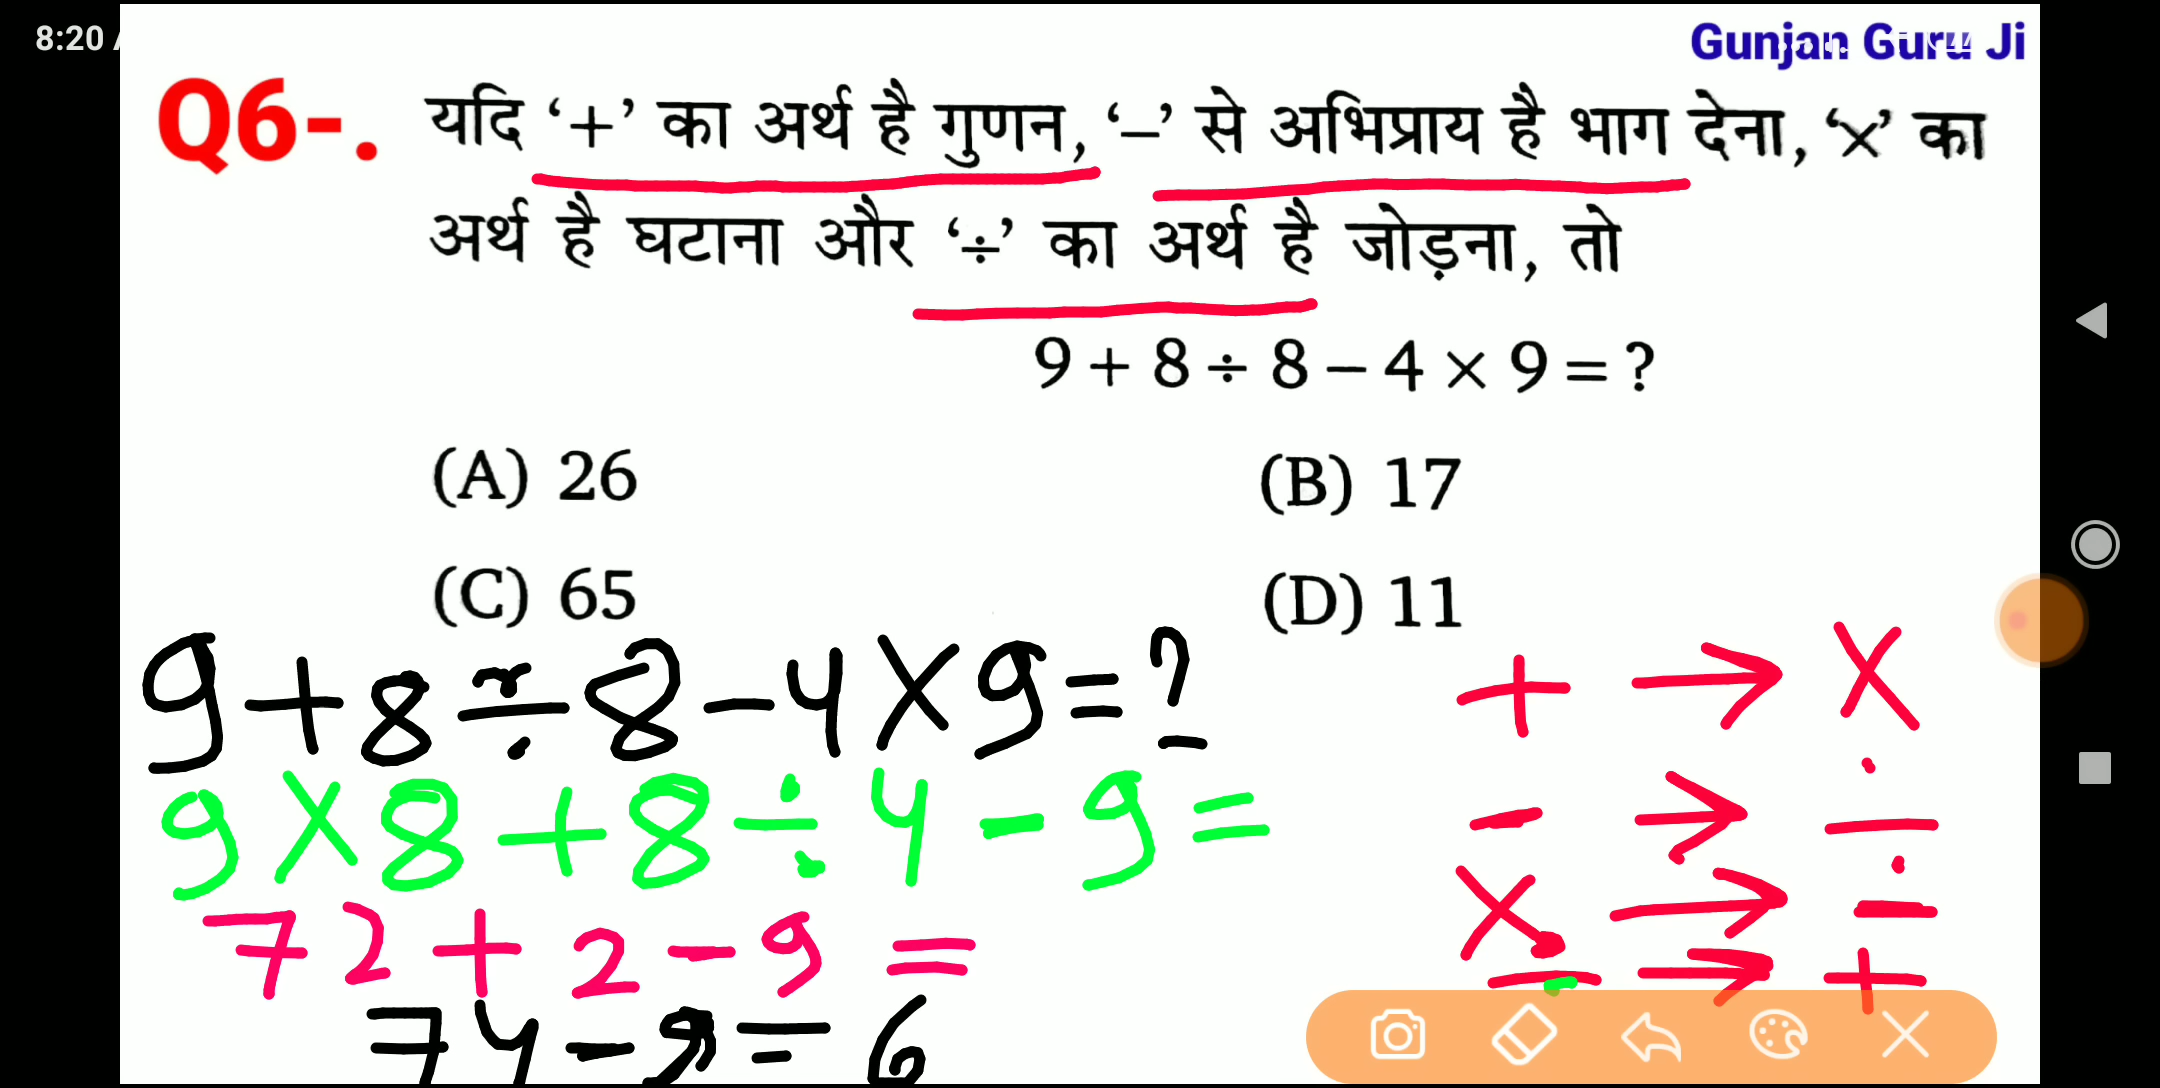 8:20
Gunjan Guru Ji
Q6-. यदि ‘+’ का अर्थ है गुणन, ‘–’ से अभिप्राय है भाग देना, ‘×’ का
अर्थ है घटाना और ‘÷’ का अर्थ है जोड़ना, तो
9 + 8 ÷ 8 – 4 × 9 = ?
(A) 26
(B) 17
(C) 65
(D) 11
9 + 8 ÷ 8 - 4 × 9 = ?
9 × 8 + 8 ÷ 4 - 9 =
72 + 2 - 9 =
74 - 9 = 6
+ → ×
- → ÷
× → -
÷ → +